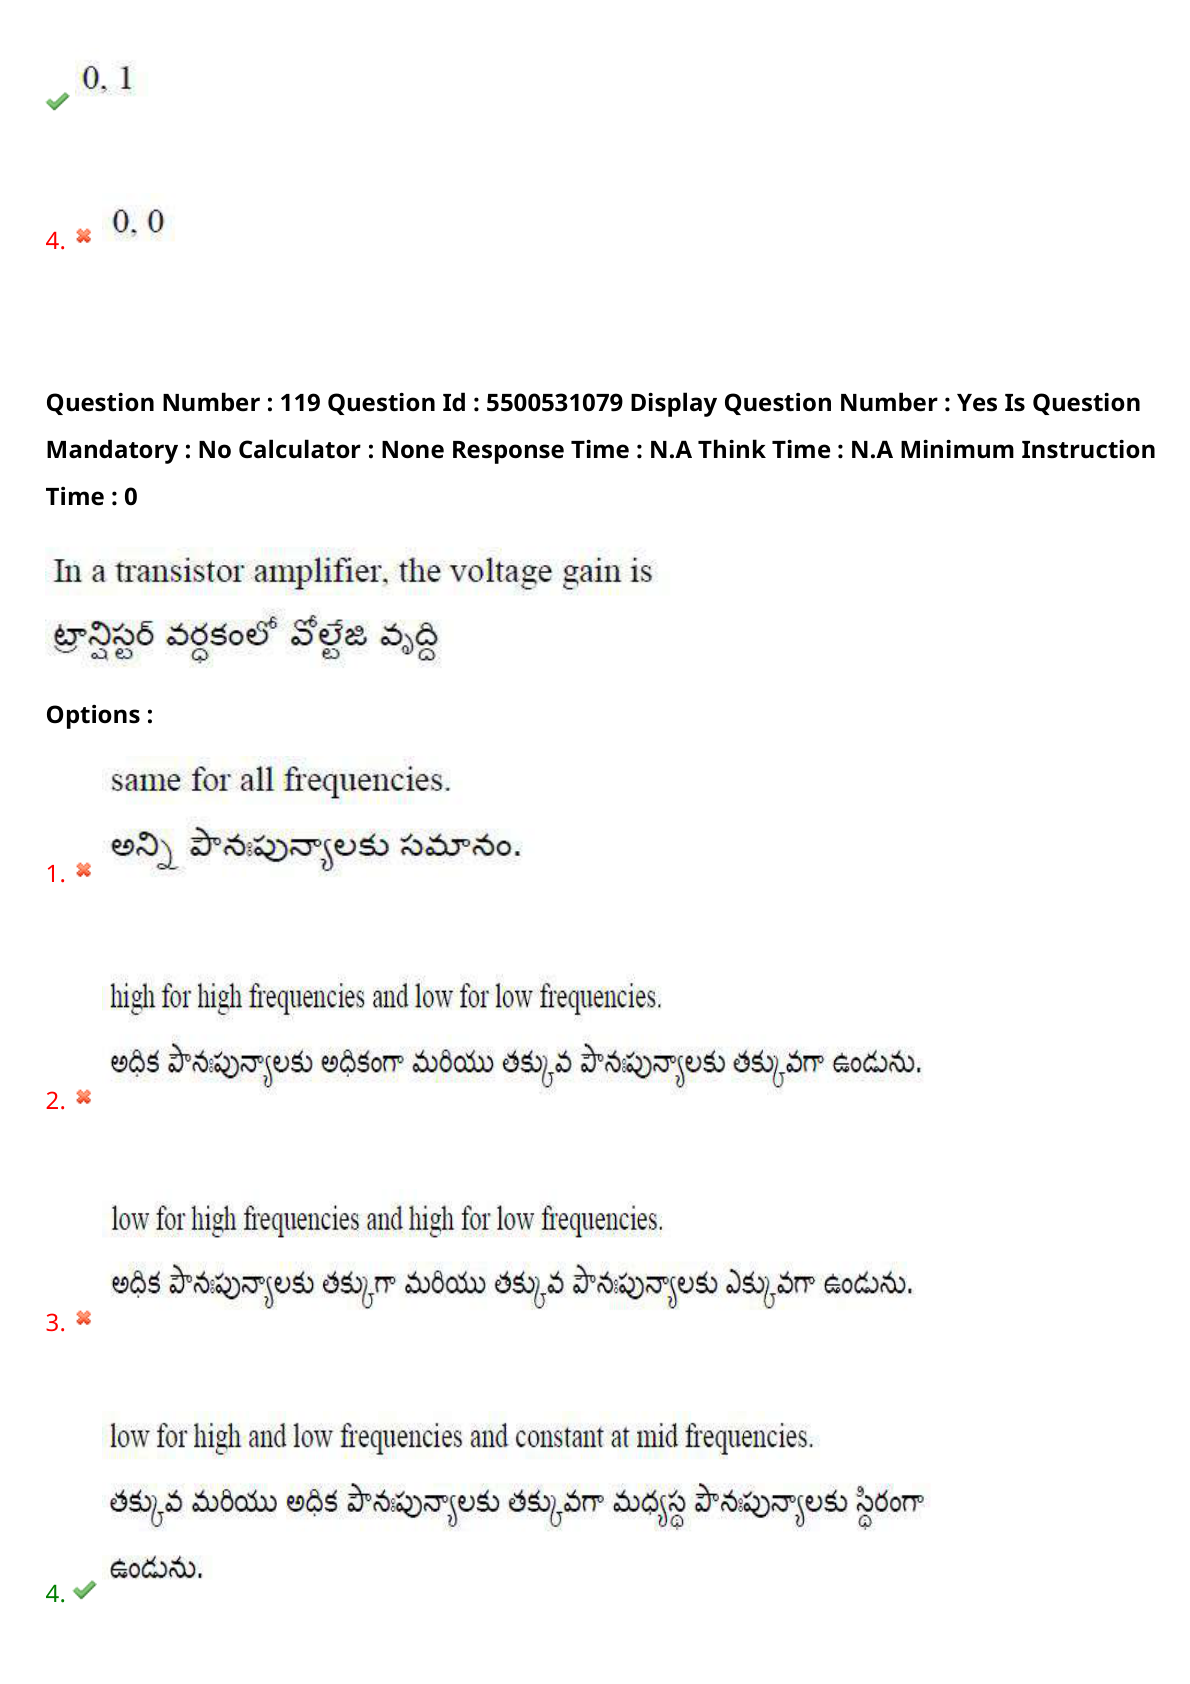 0, 1
4. 0, 0
Question Number : 119 Question Id : 5500531079 Display Question Number : Yes Is Question
Mandatory : No Calculator : None Response Time : N.A Think Time : N.A Minimum Instruction
Time : 0
In a transistor amplifier, the voltage gain is
ట్రాన్షిస్టర్ వర్ధకంలో వోల్టేజి వృద్ది
Options :
same for all frequencies.
అన్ని పౌనఃపున్యాలకు సమానం.
1.
high for high frequencies and low for low frequencies.
అధిక పౌనఃపున్యాలకు అధికంగా మరియు తక్కువ పౌనఃపున్యాలకు తక్కువగా ఉండును.
2.
low for high frequencies and high for low frequencies.
అధిక పౌనఃపున్యాలకు తక్కుగా మరియు తక్కువ పౌనఃపున్యాలకు ఎక్కువగా ఉండును.
3.
low for high and low frequencies and constant at mid frequencies.
తక్కువ మరియు అధిక పౌనఃపున్యాలకు తక్కువగా మధ్యస్థ పౌనఃపున్యాలకు స్థిరంగా
ఉండును.
4.